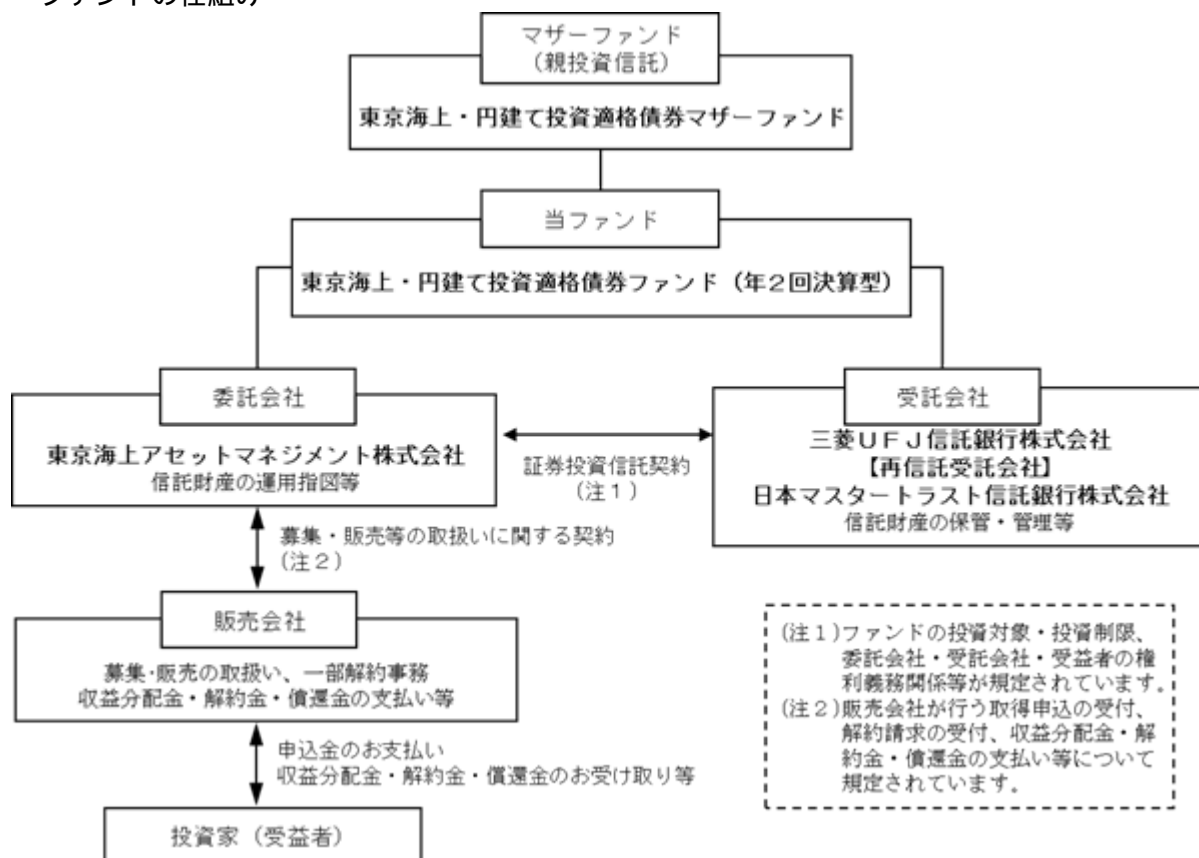 ファンドの仕組み
マザーファンド
（親投資信託）
東京海上・円建て投資適格債券マザーファンド
当ファンド
東京海上・円建て投資適格債券ファンド（年２回決算型）
委託会社
東京海上アセットマネジメント株式会社
信託財産の運用指図等
証券投資信託契約
（注１）
受託会社
三菱ＵＦＪ信託銀行株式会社
【再信託受託会社】
日本マスタートラスト信託銀行株式会社
信託財産の保管・管理等
募集・販売等の取扱いに関する契約
（注２）
販売会社
募集・販売の取扱い、一部解約事務
収益分配金・解約金・償還金の支払い等
申込金のお支払い
収益分配金・解約金・償還金のお受け取り等
投資家（受益者）
（注１）ファンドの投資対象・投資制限、
委託会社・受託会社・受益者の権
利義務関係等が規定されています。
（注２）販売会社が行う取得申込の受付、
解約請求の受付、収益分配金・解
約金・償還金の支払い等について
規定されています。